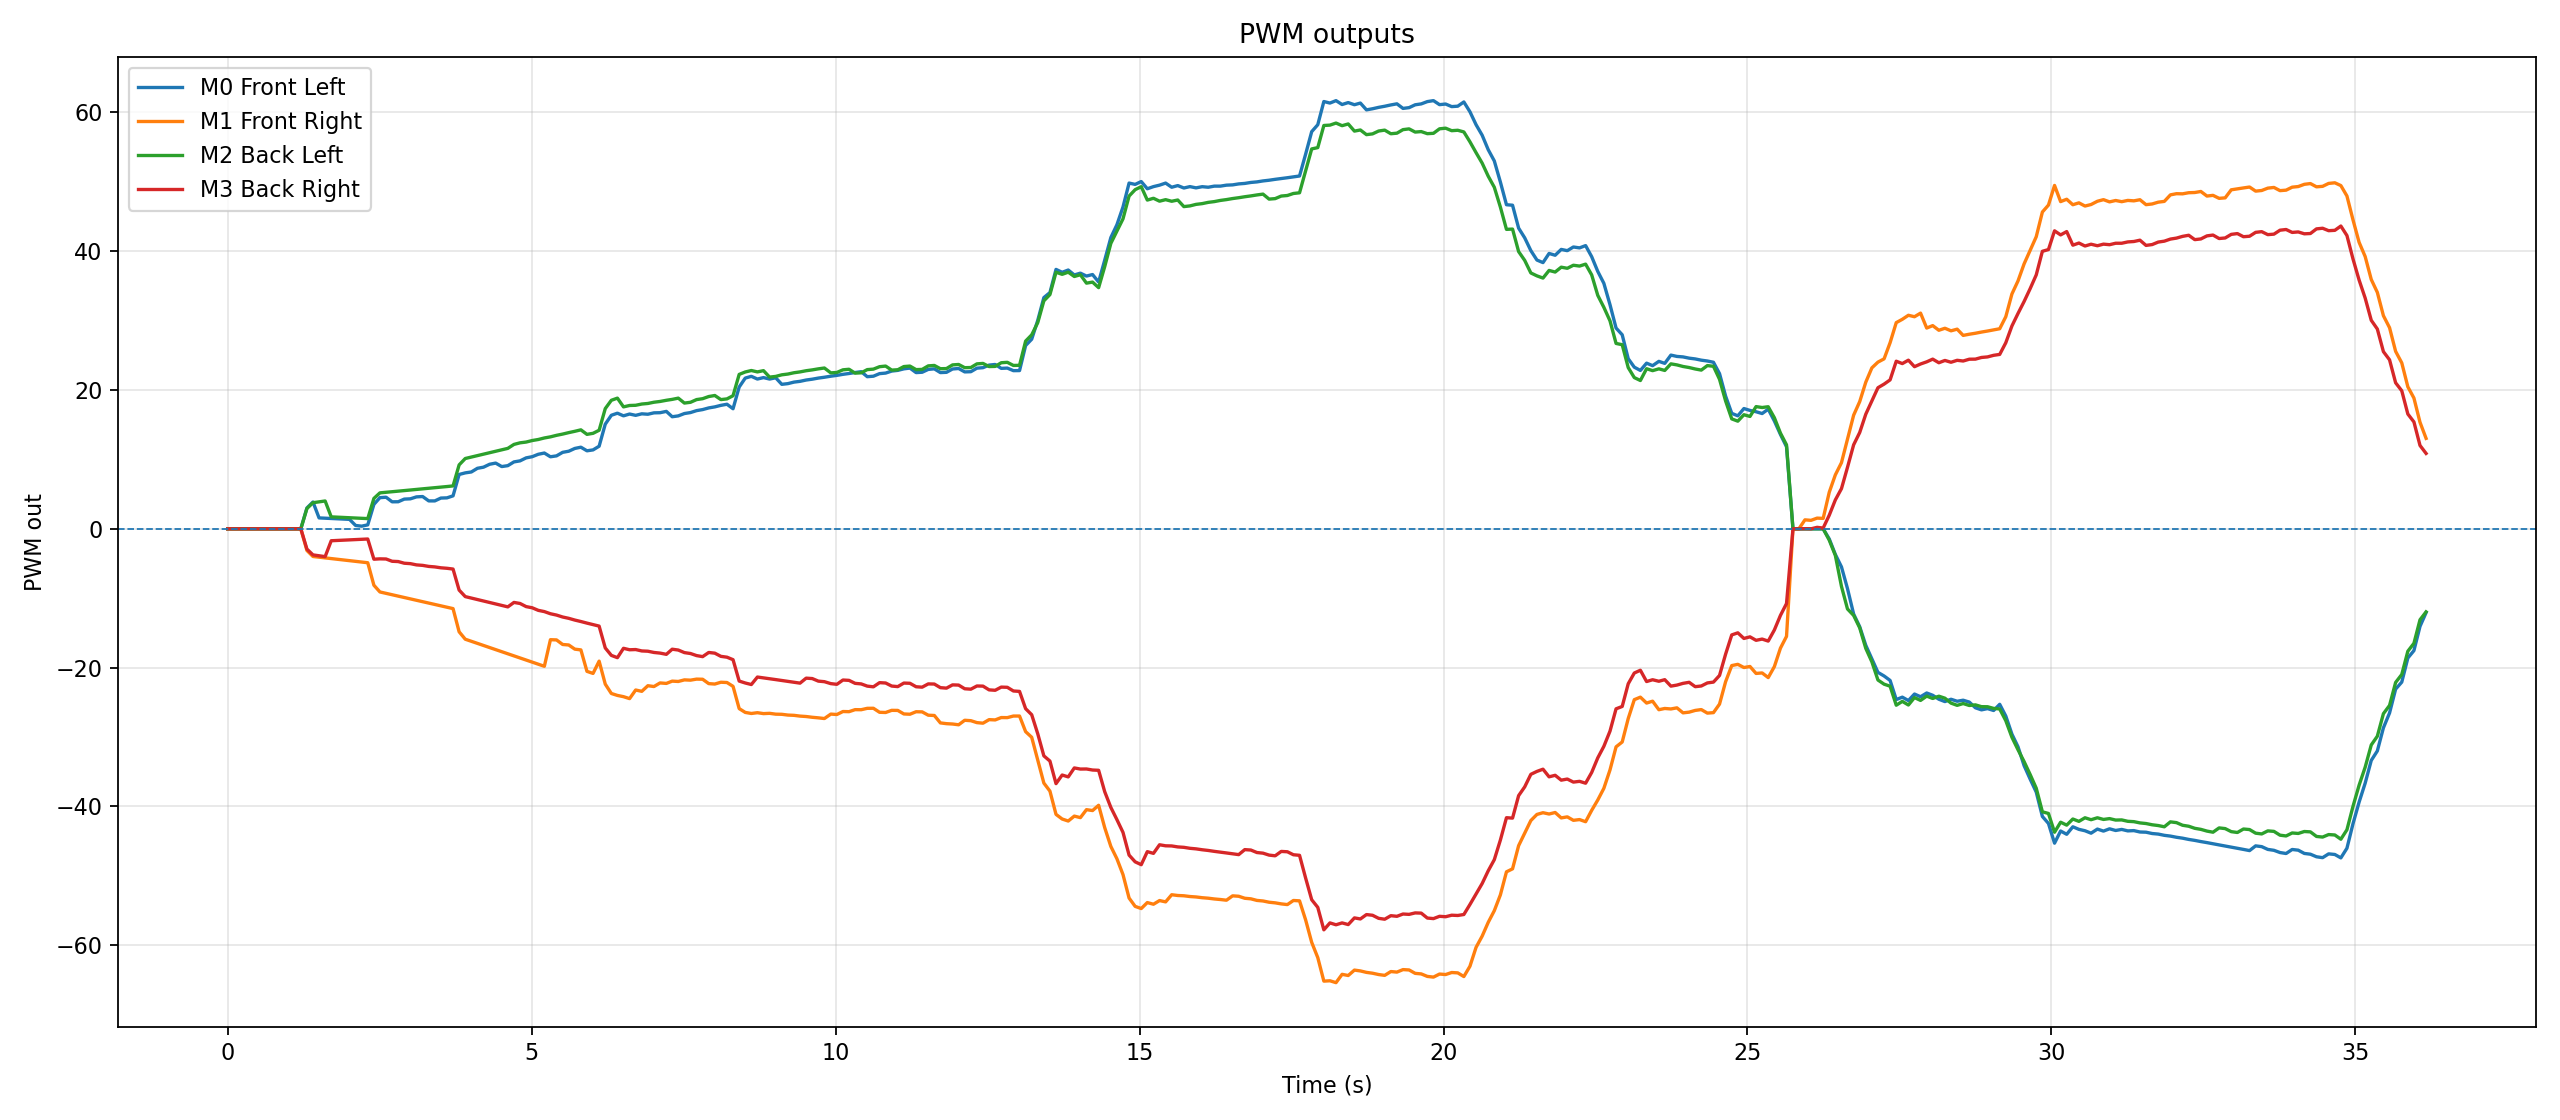 PWM outputs
M0 Front Left
M1 Front Right
M2 Back Left
M3 Back Right
PWM out
60
40
20
0
−20
−40
−60
0 5 10 15 20 25 30 35
Time (s)